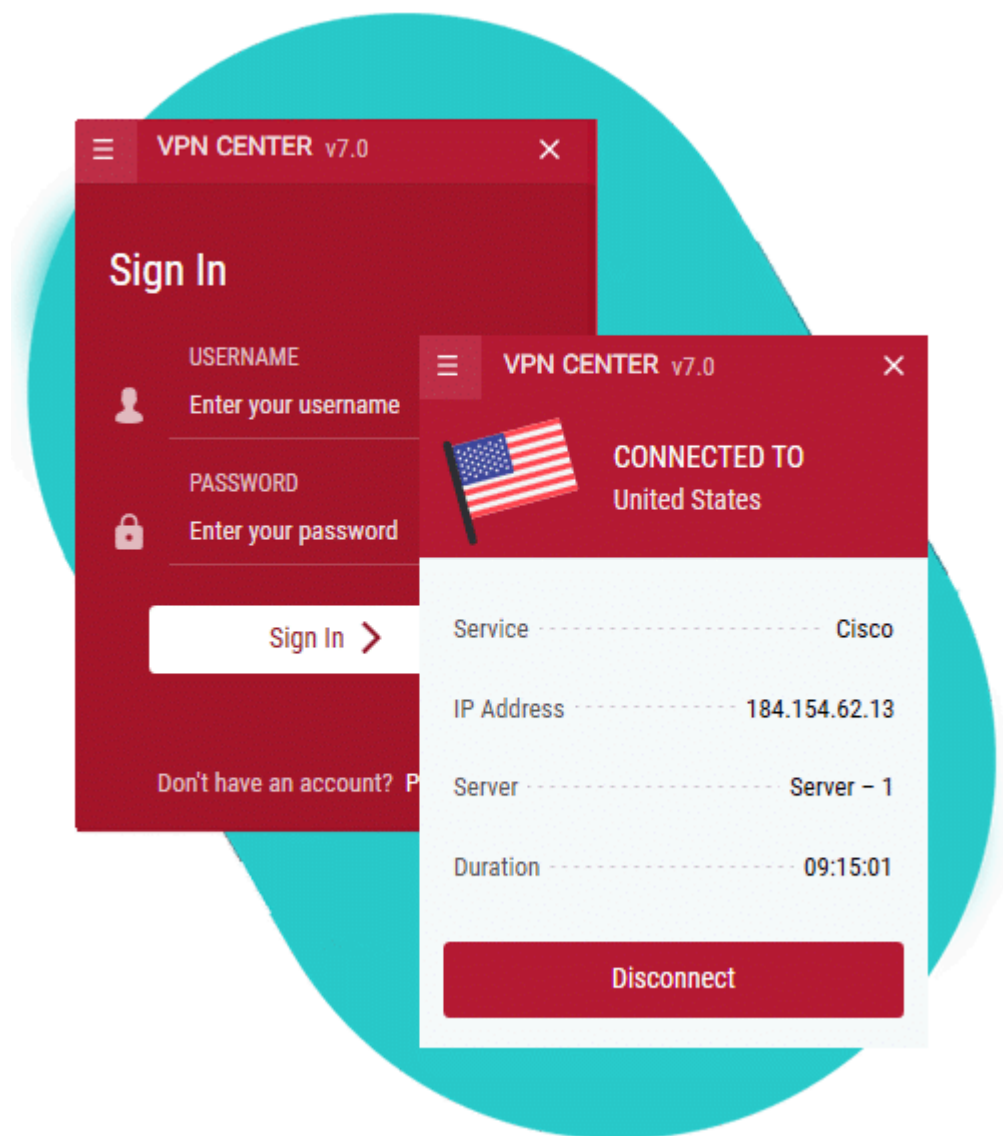 VPN CENTER v7.0
Sign In
USERNAME
Enter your username
PASSWORD
Enter your password
Sign In
Don't have an account? P
VPN CENTER v7.0
CONNECTED TO
United States
Service Cisco
IP Address 184.154.62.13
Server Server – 1
Duration 09:15:01
Disconnect